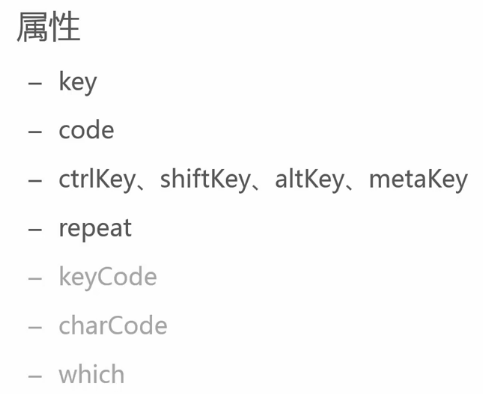 属性
– key
– code
– ctrlKey、shiftKey、altKey、metaKey
– repeat
– keyCode
– charCode
– which